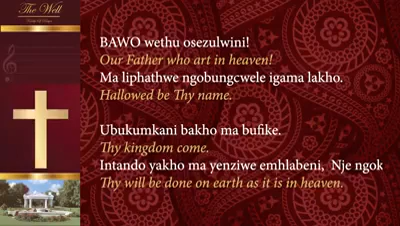 The Well
BAWO wethu osezulwini!
Our Father who art in heaven!
Ma liphathwe ngobungcwele igama lakho.
Hallowed be Thy name.
Ubukumkani bakho ma bufike.
Thy kingdom come.
Intando yakho ma yenziwe emhlabeni, Nje ngok
Thy will be done on earth as it is in heaven.